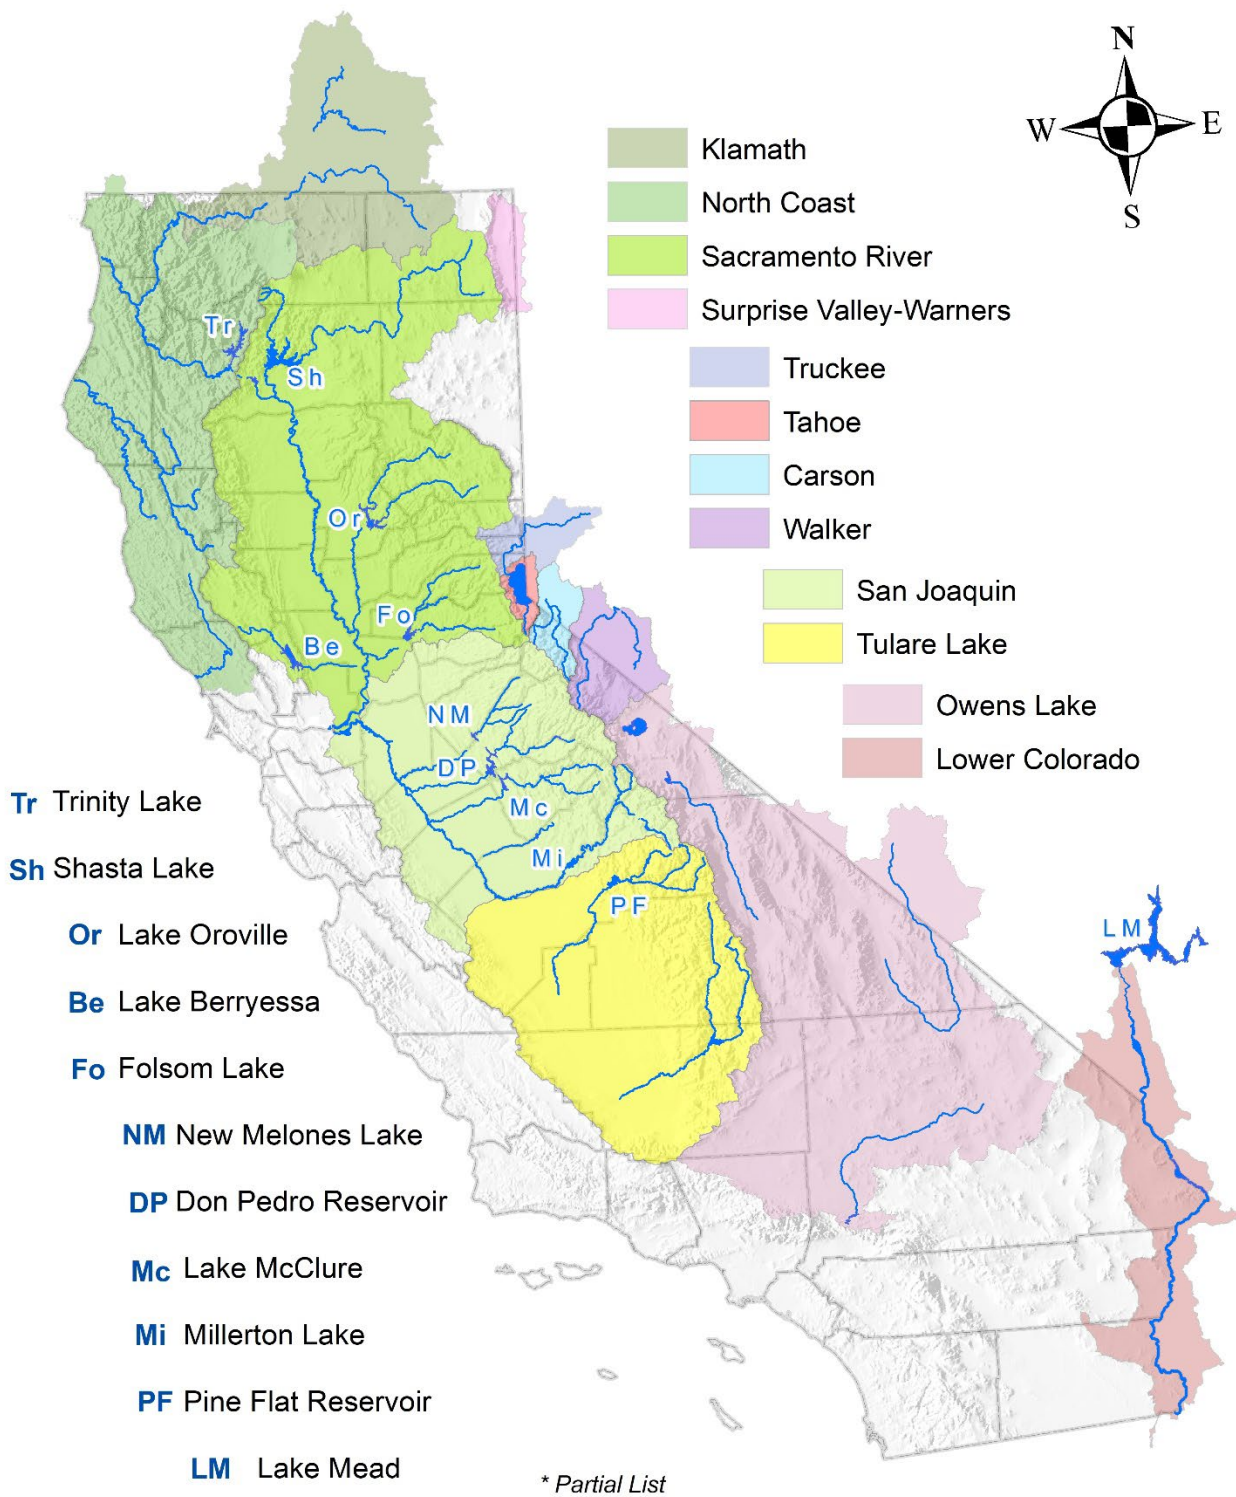 N
W E
S
Klamath
North Coast
Sacramento River
Surprise Valley-Warners
Truckee
Tahoe
Carson
Walker
San Joaquin
Tulare Lake
Owens Lake
Lower Colorado
Tr
Sh
Or
Fo
Be
NM
DP
Mc
Mi
PF
LM
Tr Trinity Lake
Sh Shasta Lake
Or Lake Oroville
Be Lake Berryessa
Fo Folsom Lake
NM New Melones Lake
DP Don Pedro Reservoir
Mc Lake McClure
Mi Millerton Lake
PF Pine Flat Reservoir
LM Lake Mead
* Partial List